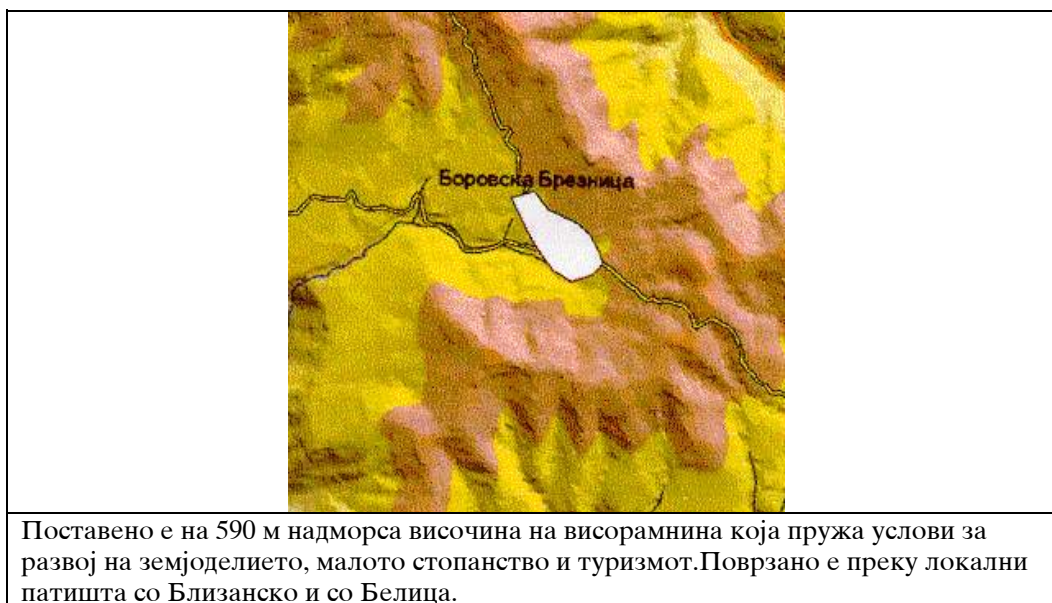 Боровска Брезница
Поставено е на 590 м надморса височина на висорамнина која пружа услови за
развој на земјоделието, малото стопанство и туризмот.Поврзано е преку локални
патишта со Близанско и со Белица.